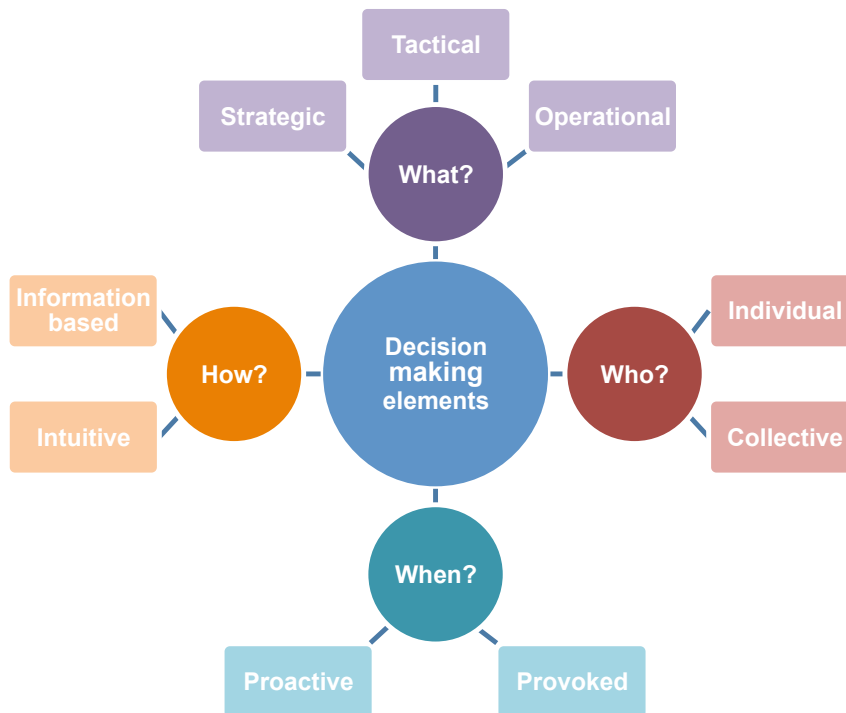 Tactical
Strategic
Operational
What?
Information
based
Individual
Decision
making
elements
How?
Who?
Intuitive
Collective
When?
Proactive
Provoked